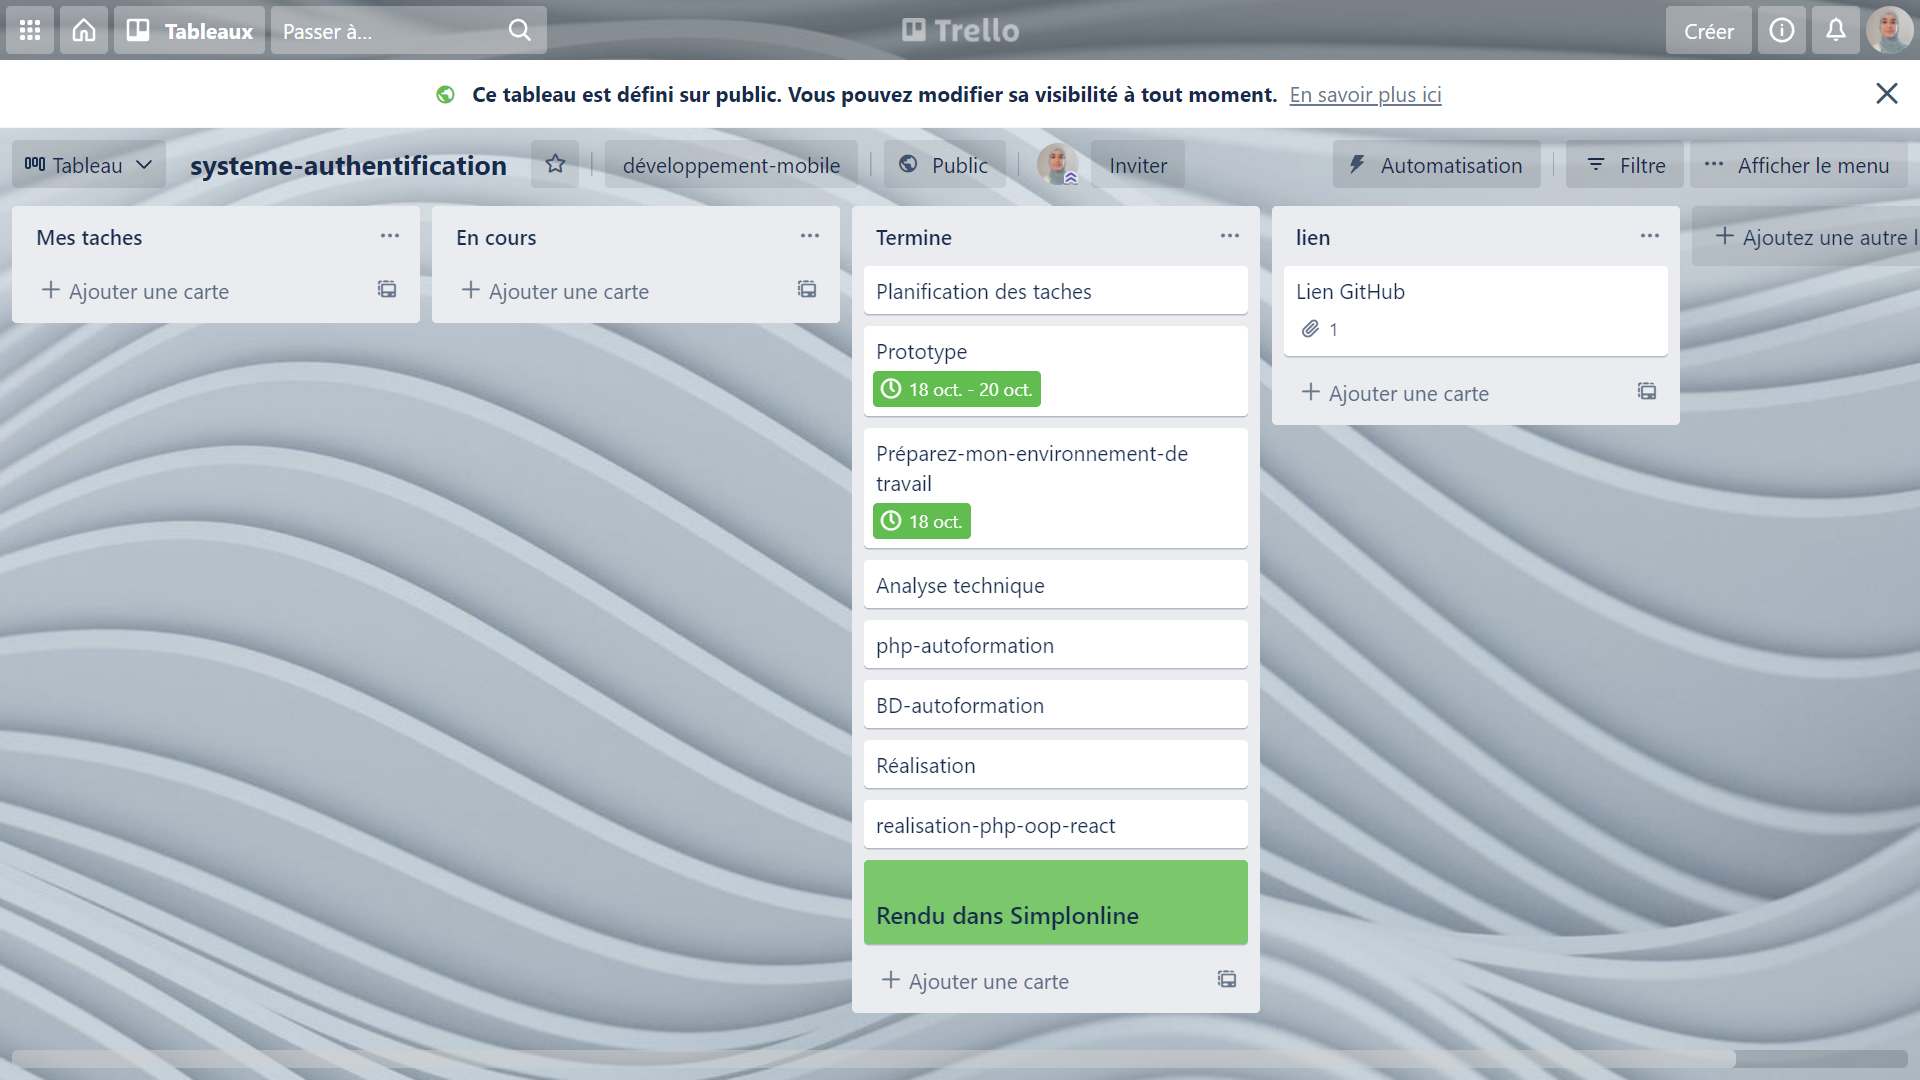 Tableaux
Passer à...
Trello
Créer
Ce tableau est défini sur public. Vous pouvez modifier sa visibilité à tout moment. En savoir plus ici
Tableau
systeme-authentification
développement-mobile
Public
Inviter
Automatisation
Filtre
Afficher le menu
Mes taches
Ajouter une carte
En cours
Ajouter une carte
Termine
Planification des taches
Prototype
18 oct. - 20 oct.
Préparez-mon-environnement-de
travail
18 oct.
Analyse technique
php-autoformation
BD-autoformation
Réalisation
realisation-php-oop-react
Rendu dans Simplonline
Ajouter une carte
lien
Lien GitHub
1
Ajouter une carte
Ajoutez une autre l